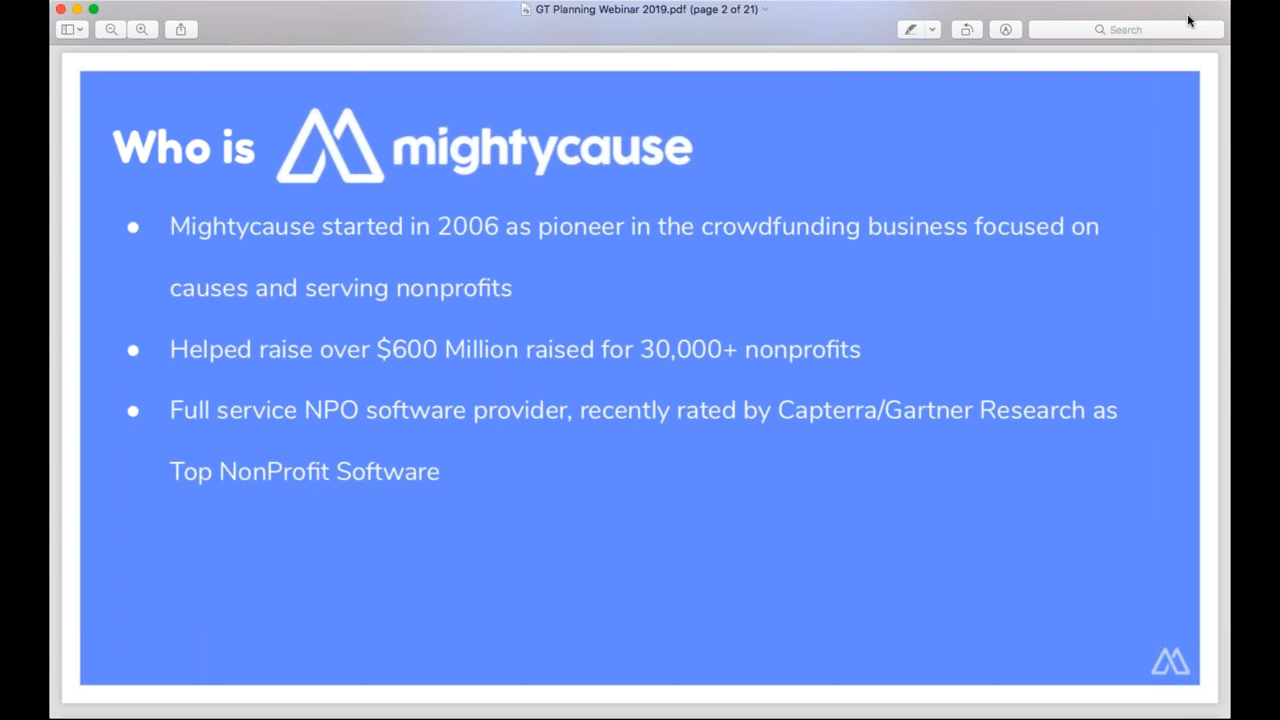 GT Planning Webinar 2019.pdf (page 2 of 21)
Search
Who is mightycause
● Mightycause started in 2006 as pioneer in the crowdfunding business focused on
causes and serving nonprofits
● Helped raise over $600 Million raised for 30,000+ nonprofits
● Full service NPO software provider, recently rated by Capterra/Gartner Research as
Top NonProfit Software